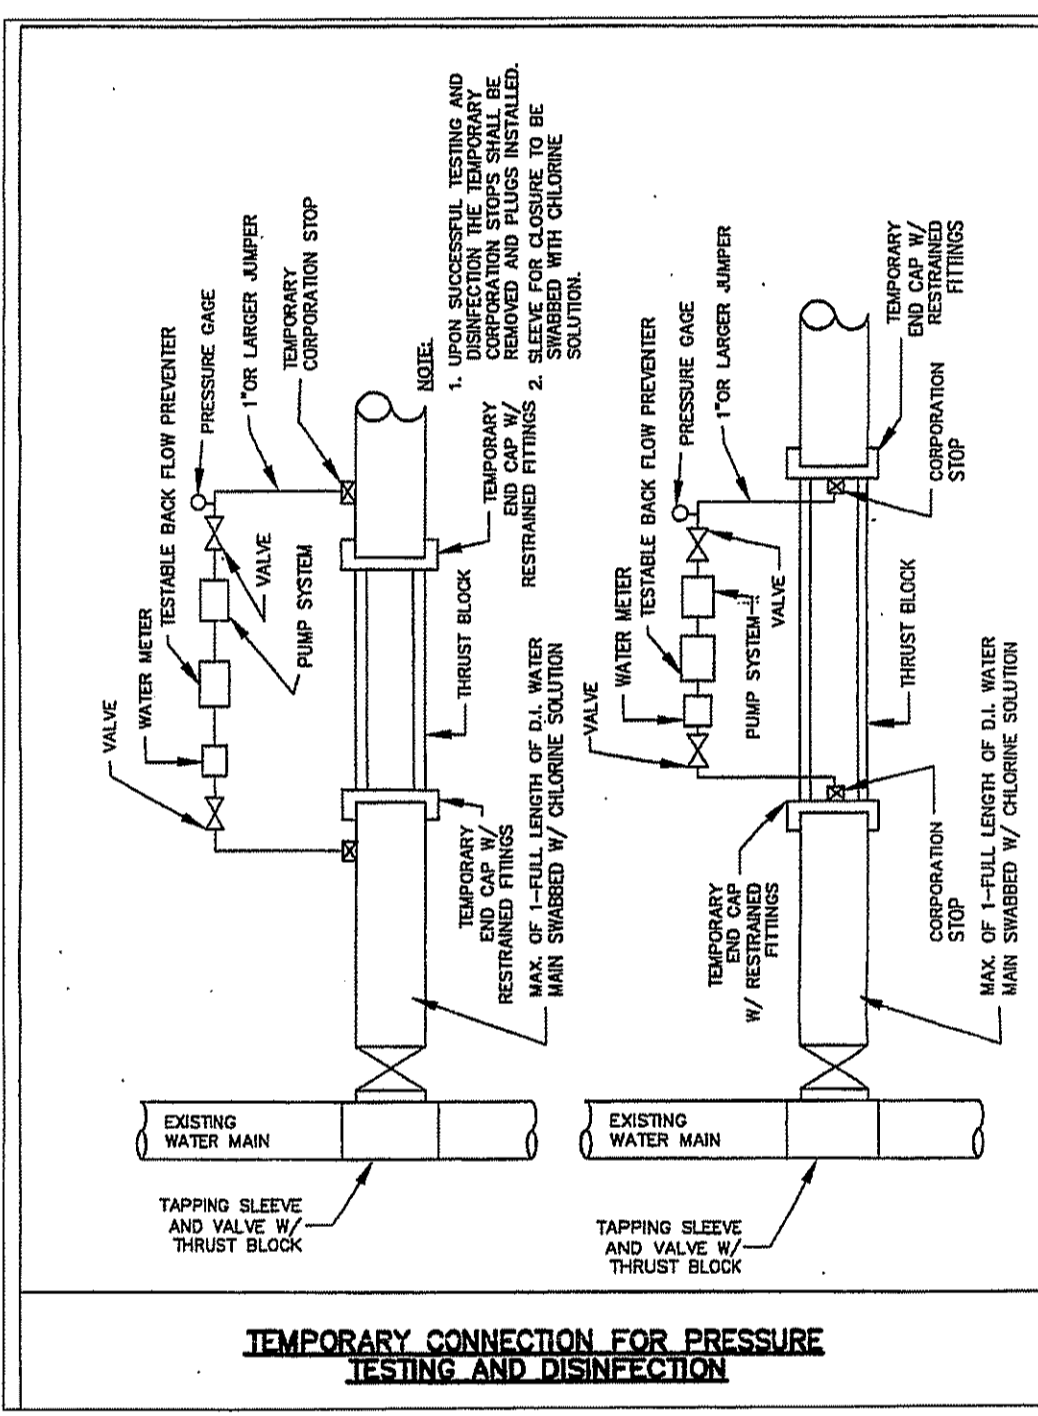 VALVE
WATER METER
TESTABLE BACK FLOW PREVENTER
PRESSURE GAGE
1"OR LARGER JUMPER
TEMPORARY
CORPORATION STOP
VALVE
PUMP SYSTEM
NOTE:
1. UPON SUCCESSFUL TESTING AND
DISINFECTION THE TEMPORARY
CORPORATION STOPS SHALL BE
REMOVED AND PLUGS INSTALLED.
2. SLEEVE FOR CLOSURE TO BE
SWABBED WITH CHLORINE
SOLUTION.
TEMPORARY
END CAP W/
RESTRAINED FITTINGS
THRUST BLOCK
TEMPORARY
END CAP W/
RESTRAINED FITTINGS
MAX. OF 1-FULL LENGTH OF D.I. WATER
MAIN SWABBED W/ CHLORINE SOLUTION
EXISTING
WATER MAIN
TAPPING SLEEVE
AND VALVE W/
THRUST BLOCK
VALVE
WATER METER
TESTABLE BACK FLOW PREVENTER
PRESSURE GAGE
1"OR LARGER JUMPER
PUMP SYSTEM
VALVE
TEMPORARY
END CAP W/
RESTRAINED
FITTINGS
CORPORATION
STOP
THRUST BLOCK
TEMPORARY
END CAP
W/ RESTRAINED
FITTINGS
CORPORATION
STOP
MAX. OF 1-FULL LENGTH OF D.I. WATER
MAIN SWABBED W/ CHLORINE SOLUTION
EXISTING
WATER MAIN
TAPPING SLEEVE
AND VALVE W/
THRUST BLOCK
TEMPORARY CONNECTION FOR PRESSURE
TESTING AND DISINFECTION